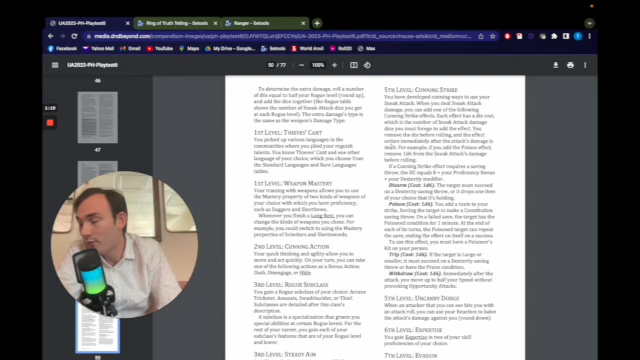 UA2023-PH-Playtest6
Ring of Truth Telling - 5etools
Ranger - 5etools
media.dndbeyond.com/compendium-images/ua/ph-playtest6/
Facebook
Yahoo Mail
Gmail
YouTube
Maps
My Drive - Google...
5etools
World Anvil
Roll20
MCC
UA2023-PH-Playtest6
50 / 77
100%
46
47
1:19
99
To determine the extra damage, roll a number
of d6s equal to half your Rogue level (round up),
and add the dice together (the Rogue table
shows the number of Sneak Attack dice you get
at each Rogue level). The extra damage's type is
the same as the weapon's Damage Type.
1ST LEVEL: THIEVES' CANT
You picked up various languages in the
communities where you plied your roguish
talents. You know Thieves' Cant and one other
language of your choice, which you choose from
the Standard Languages and Rare Languages
tables.
1ST LEVEL: WEAPON MASTERY
Your training with weapons allows you to use
the Mastery property of two kinds of weapons of
your choice with which you have proficiency,
such as Daggers and Shortbows.
Whenever you finish a Long Rest, you can
change the kinds of weapons you chose. For
example, you could switch to using the Mastery
properties of Scimitars and Shortswords.
2ND LEVEL: CUNNING ACTION
Your quick thinking and agility allow you to
move and act quickly. On your turn, you can take
one of the following actions as a Bonus Action:
Dash, Disengage, or Hide.
3RD LEVEL: ROGUE SUBCLASS
You gain a Rogue subclass of your choice: Arcane
Trickster, Assassin, Swashbuckler, or Thief.
Subclasses are detailed after this class's
description.
A subclass is a specialization that grants you
special abilities at certain Rogue levels. For
the rest of your career, you gain each of your
subclass's features that are of your Rogue level
and lower.
3RD LEVEL: STEADY AIM
5TH LEVEL: CUNNING STRIKE
You have developed cunning ways to use your
Sneak Attack. When you deal Sneak Attack
damage, you can add one of the following
Cunning Strike effects. Each effect has a die cost,
which is the number of Sneak Attack damage
dice you must forego to add the effect. You
remove the die before rolling, and the effect
occurs immediately after the attack's damage is
dealt. For example, if you add the Poison effect,
remove 1d6 from the Sneak Attack's damage
before rolling.
If a Cunning Strike effect requires a saving
throw, the DC equals 8 + your Proficiency Bonus
+ your Dexterity modifier.
Disarm (Cost: 1d6). The target must succeed
on a Dexterity saving throw, or it drops one item
of your choice that it's holding.
Poison (Cost: 1d6). You add a toxin to your
strike, forcing the target to make a Constitution
saving throw. On a failed save, the target has the
Poisoned condition for 1 minute. At the end of
each of its turns, the Poisoned target can repeat
the save, ending the effect on itself on a success.
To use this effect, you must have a Poisoner's
Kit on your person.
Trip (Cost: 1d6). If the target is Large or
smaller, it must succeed on a Dexterity saving
throw or have the Prone condition.
Withdraw (Cost: 1d6). Immediately after the
attack, you move up to half your Speed without
provoking Opportunity Attacks.
5TH LEVEL: UNCANNY DODGE
When an attacker that you can see hits you with
an attack roll, you can use your Reaction to halve
the attack's damage against you (round down).
6TH LEVEL: EXPERTISE
You gain Expertise in two of your skill
proficiencies of your choice.
7TH LEVEL: EVASION